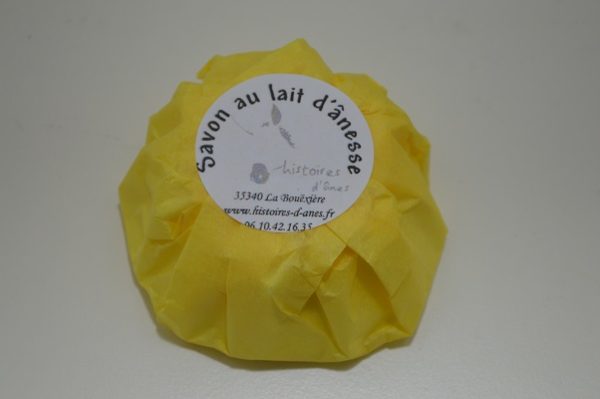 Savon au lait d'ânesse
histoires
d'ânes
35340 La Bouëxière
www.histoires-d-anes.fr
06.10.42.16.35